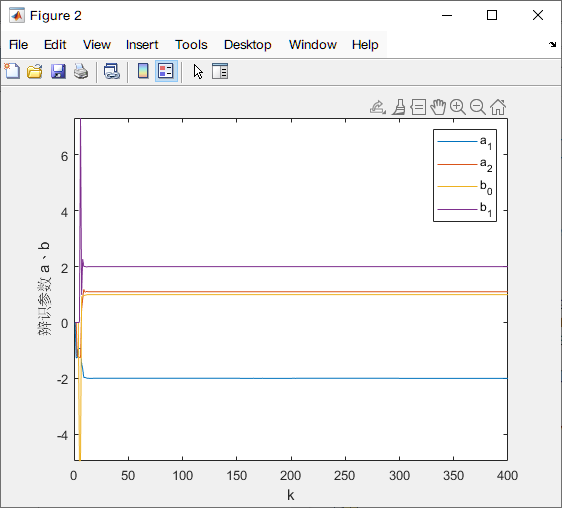 Figure 2
File Edit View Insert Tools Desktop Window Help
a1
a2
b0
b1
6
4
2
0
-2
-4
辨识参数 a、b
0 50 100 150 200 250 300 350 400
k